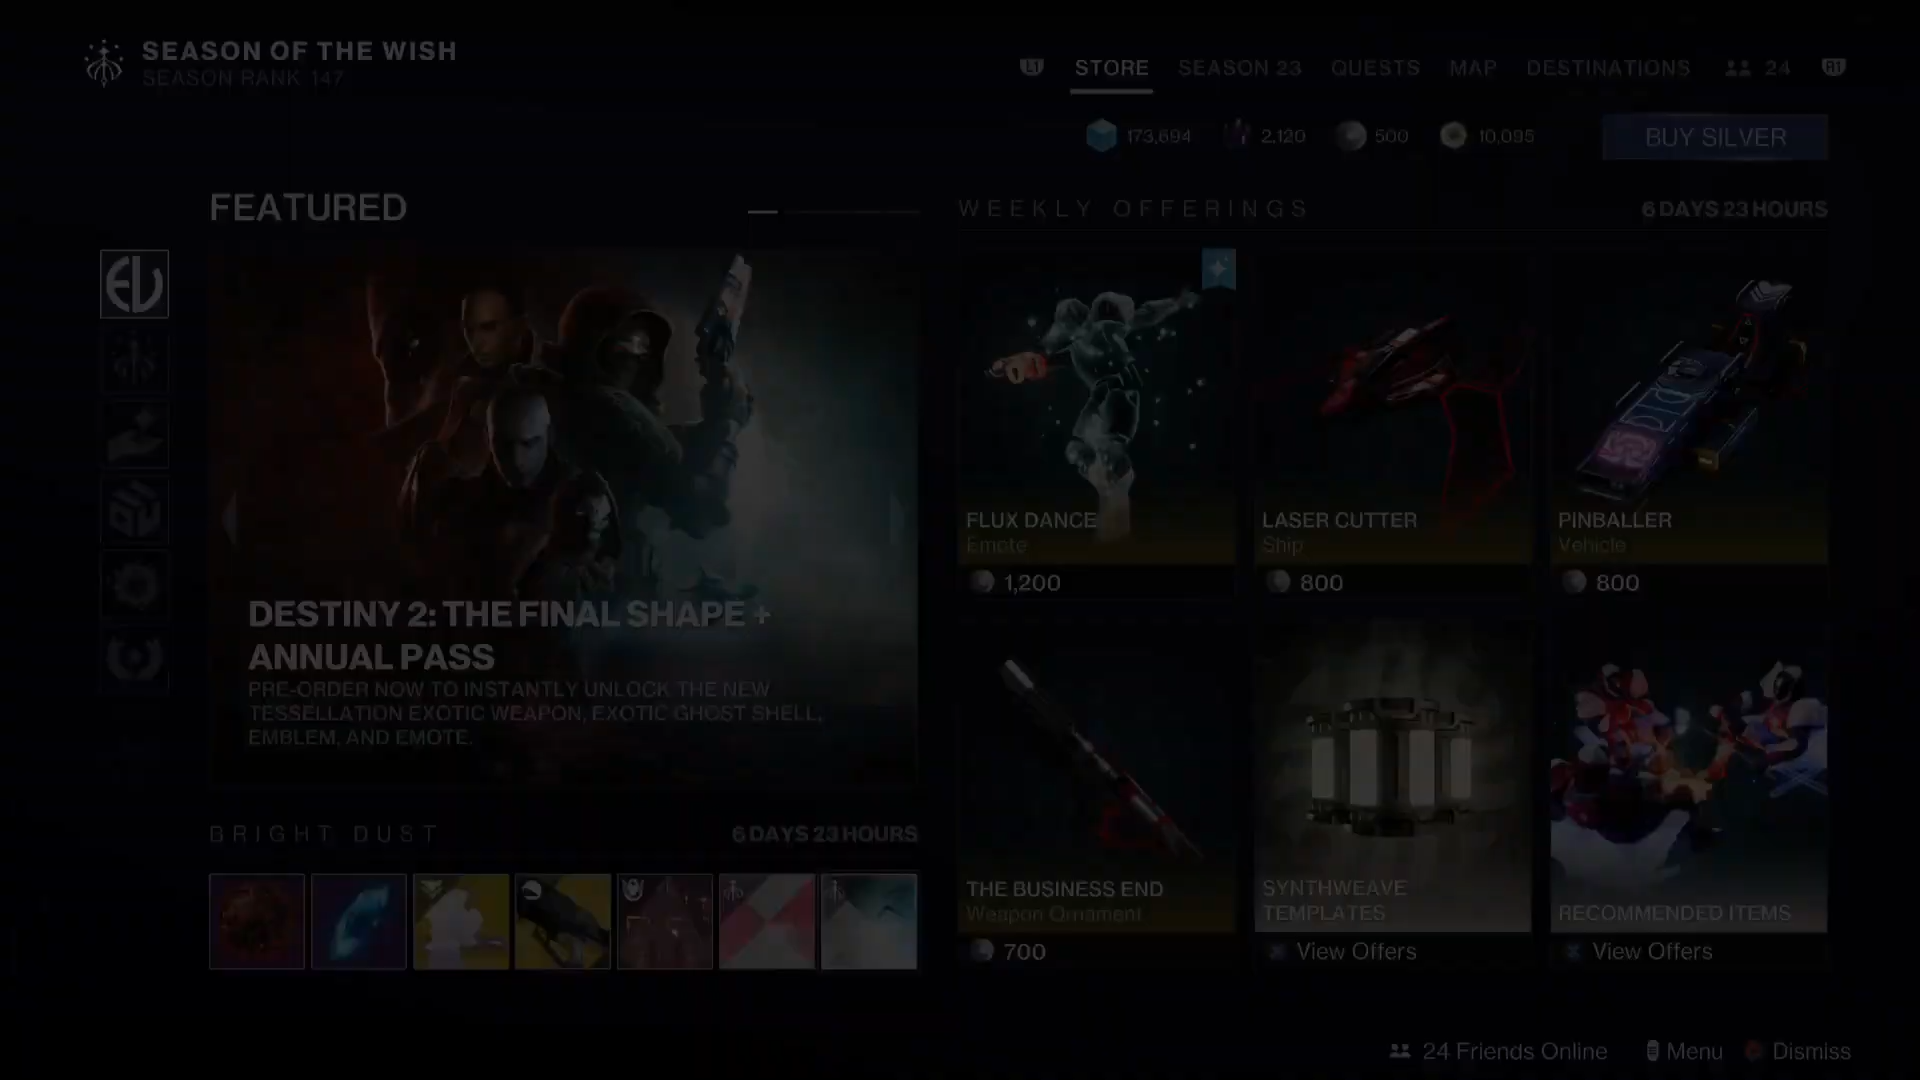 SEASON OF THE WISH
SEASON RANK 147
L1
STORE
SEASON 23
QUESTS
MAP
DESTINATIONS
24
R1
173,694
2,120
500
10,095
BUY SILVER
FEATURED
DESTINY 2: THE FINAL SHAPE +
ANNUAL PASS
PRE-ORDER NOW TO INSTANTLY UNLOCK THE NEW
TESSELLATION EXOTIC WEAPON, EXOTIC GHOST SHELL,
EMBLEM, AND EMOTE.
BRIGHT DUST
6 DAYS 23 HOURS
WEEKLY OFFERINGS
6 DAYS 23 HOURS
FLUX DANCE
Emote
1,200
LASER CUTTER
Ship
800
PINBALLER
Vehicle
800
THE BUSINESS END
Weapon Ornament
700
SYNTHWEAVE
TEMPLATES
View Offers
RECOMMENDED ITEMS
View Offers
24 Friends Online
Menu
Dismiss